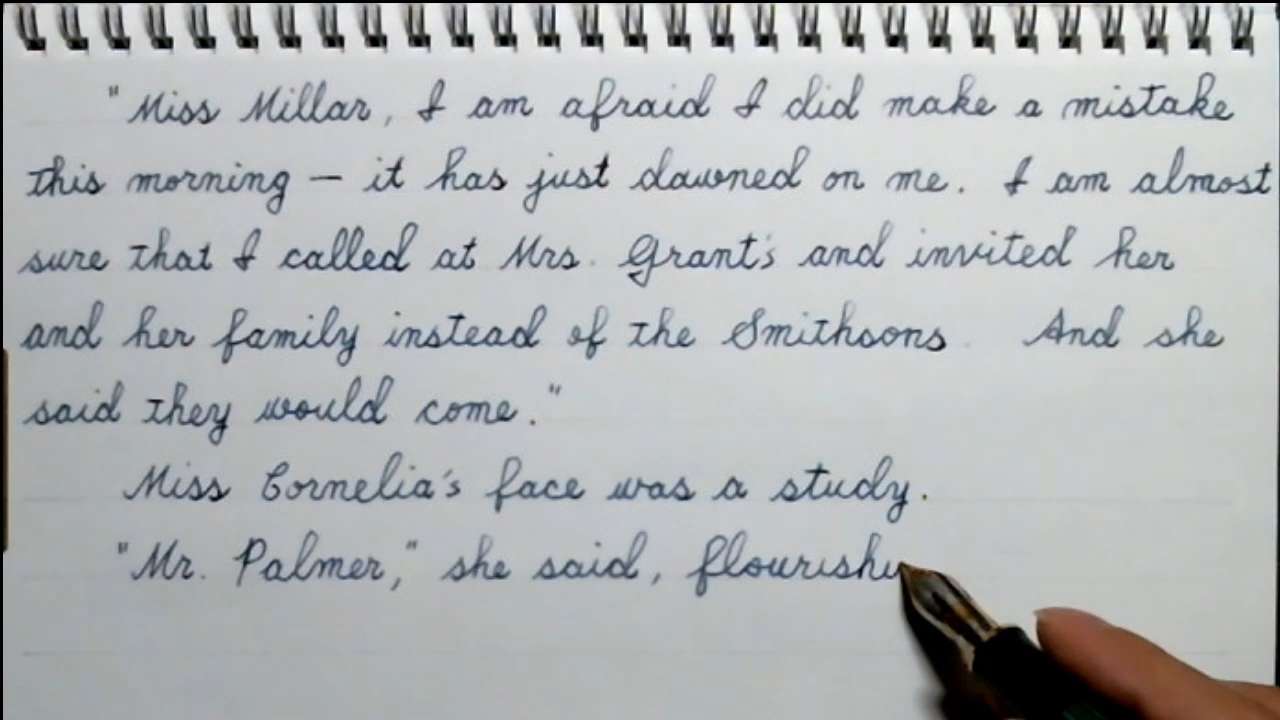 "Miss Millar, I am afraid I did make a mistake
this morning — it has just dawned on me. I am almost
sure that I called at Mrs. Grant's and invited her
and her family instead of the Smithsons. And she
said they would come."
Miss Cornelia's face was a study.
"Mr. Palmer," she said, flourishi